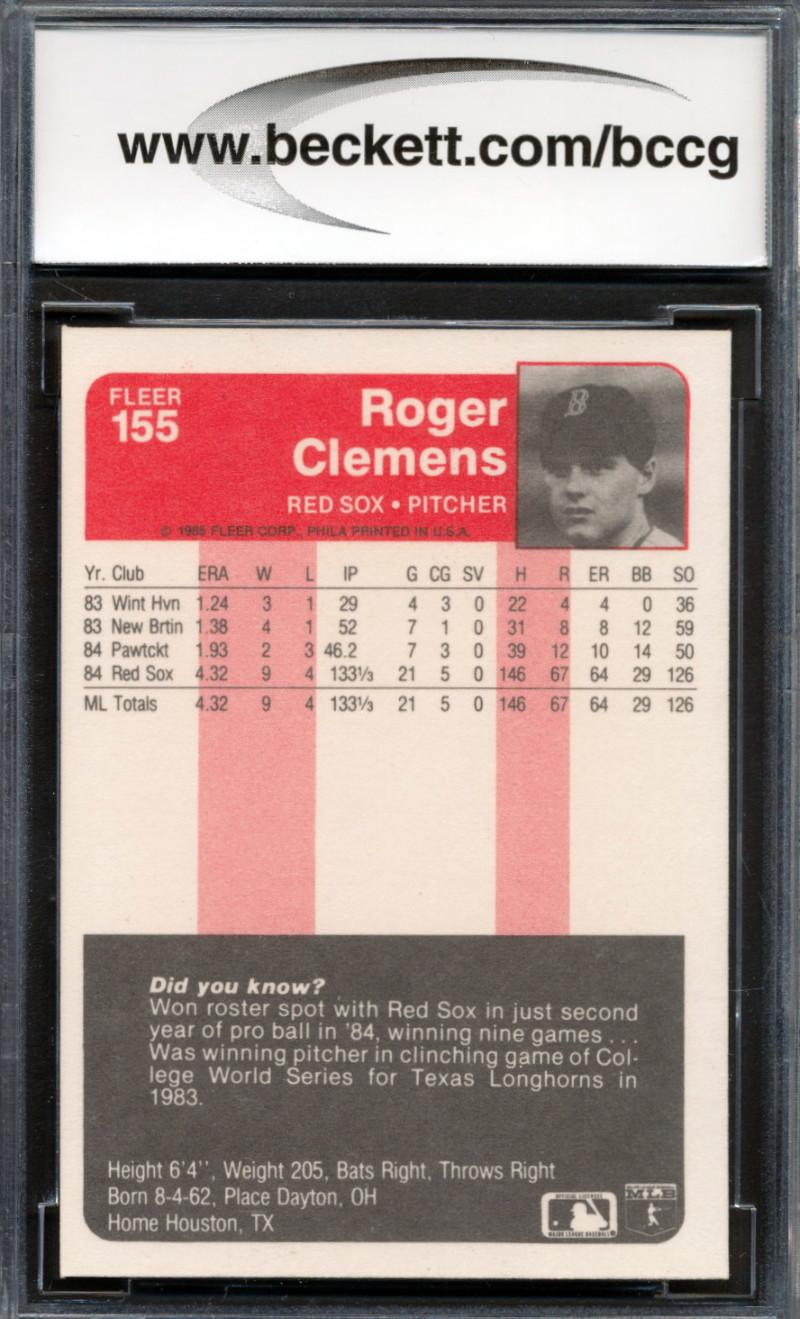 www.beckett.com/bccg
FLEER
155
Roger
Clemens
RED SOX • PITCHER
© 1985 FLEER CORP., PHILA PRINTED IN U.S.A.
B
Yr. Club ERA W L IP G CG SV H R ER BB SO
83 Wint Hvn 1.24 3 1 29 4 3 0 22 4 4 0 36
83 New Brtin 1.38 4 1 52 7 1 0 31 8 8 12 59
84 Pawtckt 1.93 2 3 46.2 7 3 0 39 12 10 14 50
84 Red Sox 4.32 9 4 133⅓ 21 5 0 146 67 64 29 126
ML Totals 4.32 9 4 133⅓ 21 5 0 146 67 64 29 126
Did you know?
Won roster spot with Red Sox in just second
year of pro ball in '84, winning nine games . . .
Was winning pitcher in clinching game of Col-
lege World Series for Texas Longhorns in
1983.
Height 6'4'', Weight 205, Bats Right, Throws Right
Born 8-4-62, Place Dayton, OH
Home Houston, TX
OFFICIAL LICENSEE
MAJOR LEAGUE BASEBALL
MLB